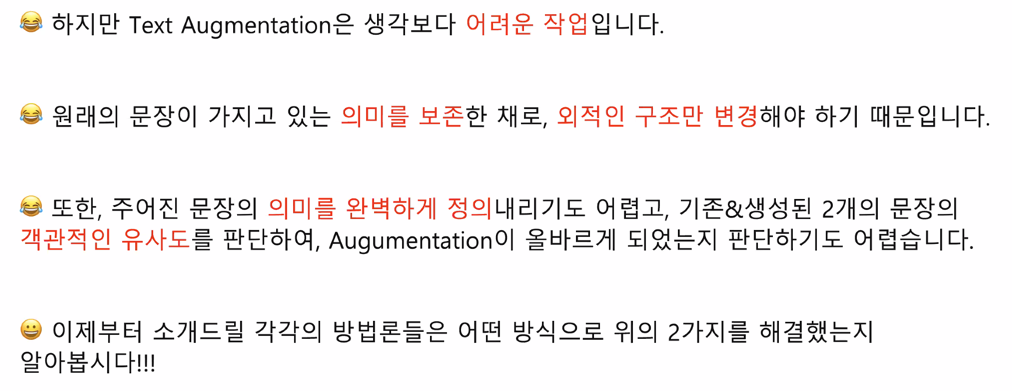 😂 하지만 Text Augmentation은 생각보다 어려운 작업입니다.
😂 원래의 문장이 가지고 있는 의미를 보존한 채로, 외적인 구조만 변경해야 하기 때문입니다.
😂 또한, 주어진 문장의 의미를 완벽하게 정의내리기도 어렵고, 기존&생성된 2개의 문장의
객관적인 유사도를 판단하여, Augumentation이 올바르게 되었는지 판단하기도 어렵습니다.
😀 이제부터 소개드릴 각각의 방법론들은 어떤 방식으로 위의 2가지를 해결했는지
알아봅시다!!!